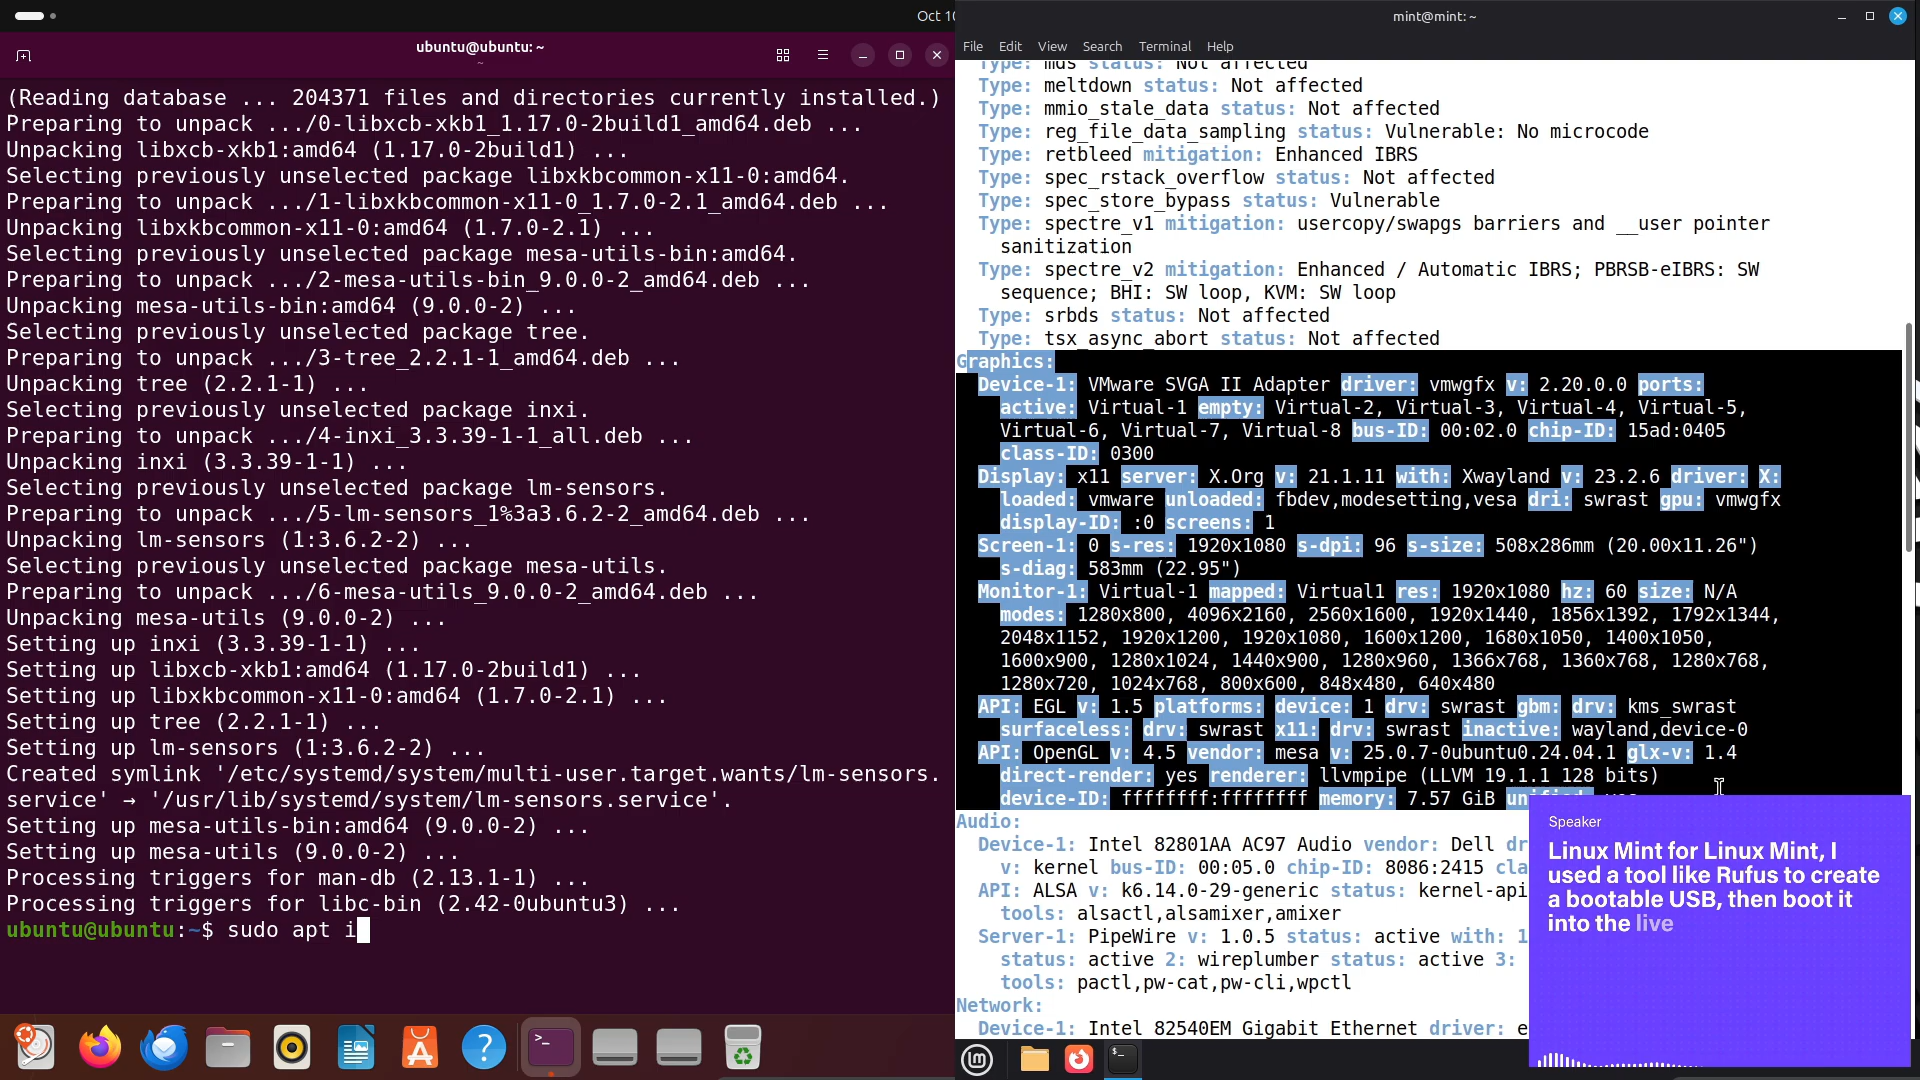 Oct 10
ubuntu@ubuntu: ~
~
(Reading database ... 204371 files and directories currently installed.)
Preparing to unpack .../0-libxcb-xkb1_1.17.0-2build1_amd64.deb ...
Unpacking libxcb-xkb1:amd64 (1.17.0-2build1) ...
Selecting previously unselected package libxkbcommon-x11-0:amd64.
Preparing to unpack .../1-libxkbcommon-x11-0_1.7.0-2.1_amd64.deb ...
Unpacking libxkbcommon-x11-0:amd64 (1.7.0-2.1) ...
Selecting previously unselected package mesa-utils-bin:amd64.
Preparing to unpack .../2-mesa-utils-bin_9.0.0-2_amd64.deb ...
Unpacking mesa-utils-bin:amd64 (9.0.0-2) ...
Selecting previously unselected package tree.
Preparing to unpack .../3-tree_2.2.1-1_amd64.deb ...
Unpacking tree (2.2.1-1) ...
Selecting previously unselected package inxi.
Preparing to unpack .../4-inxi_3.3.39-1-1_all.deb ...
Unpacking inxi (3.3.39-1-1) ...
Selecting previously unselected package lm-sensors.
Preparing to unpack .../5-lm-sensors_1%3a3.6.2-2_amd64.deb ...
Unpacking lm-sensors (1:3.6.2-2) ...
Selecting previously unselected package mesa-utils.
Preparing to unpack .../6-mesa-utils_9.0.0-2_amd64.deb ...
Unpacking mesa-utils (9.0.0-2) ...
Setting up inxi (3.3.39-1-1) ...
Setting up libxcb-xkb1:amd64 (1.17.0-2build1) ...
Setting up libxkbcommon-x11-0:amd64 (1.7.0-2.1) ...
Setting up tree (2.2.1-1) ...
Setting up lm-sensors (1:3.6.2-2) ...
Created symlink '/etc/systemd/system/multi-user.target.wants/lm-sensors.
service' → '/usr/lib/systemd/system/lm-sensors.service'.
Setting up mesa-utils-bin:amd64 (9.0.0-2) ...
Setting up mesa-utils (9.0.0-2) ...
Processing triggers for man-db (2.13.1-1) ...
Processing triggers for libc-bin (2.42-0ubuntu3) ...
ubuntu@ubuntu:~$ sudo apt i
mint@mint: ~
File Edit View Search Terminal Help
Type: mds status: Not affected
Type: meltdown status: Not affected
Type: mmio_stale_data status: Not affected
Type: reg_file_data_sampling status: Vulnerable: No microcode
Type: retbleed mitigation: Enhanced IBRS
Type: spec_rstack_overflow status: Not affected
Type: spec_store_bypass status: Vulnerable
Type: spectre_v1 mitigation: usercopy/swapgs barriers and __user pointer
sanitization
Type: spectre_v2 mitigation: Enhanced / Automatic IBRS; PBRSB-eIBRS: SW
sequence; BHI: SW loop, KVM: SW loop
Type: srbds status: Not affected
Type: tsx_async_abort status: Not affected
Graphics:
Device-1: VMware SVGA II Adapter driver: vmwgfx v: 2.20.0.0 ports:
active: Virtual-1 empty: Virtual-2, Virtual-3, Virtual-4, Virtual-5,
Virtual-6, Virtual-7, Virtual-8 bus-ID: 00:02.0 chip-ID: 15ad:0405
class-ID: 0300
Display: x11 server: X.Org v: 21.1.11 with: Xwayland v: 23.2.6 driver: X:
loaded: vmware unloaded: fbdev,modesetting,vesa dri: swrast gpu: vmwgfx
display-ID: :0 screens: 1
Screen-1: 0 s-res: 1920x1080 s-dpi: 96 s-size: 508x286mm (20.00x11.26")
s-diag: 583mm (22.95")
Monitor-1: Virtual-1 mapped: Virtual1 res: 1920x1080 hz: 60 size: N/A
modes: 1280x800, 4096x2160, 2560x1600, 1920x1440, 1856x1392, 1792x1344,
2048x1152, 1920x1200, 1920x1080, 1600x1200, 1680x1050, 1400x1050,
1600x900, 1280x1024, 1440x900, 1280x960, 1366x768, 1360x768, 1280x768,
1280x720, 1024x768, 800x600, 848x480, 640x480
API: EGL v: 1.5 platforms: device: 1 drv: swrast gbm: drv: kms_swrast
surfaceless: drv: swrast x11: drv: swrast inactive: wayland,device-0
API: OpenGL v: 4.5 vendor: mesa v: 25.0.7-0ubuntu0.24.04.1 glx-v: 1.4
direct-render: yes renderer: llvmpipe (LLVM 19.1.1 128 bits)
device-ID: ffffffff:ffffffff memory: 7.57 GiB unified: yes
Audio:
Device-1: Intel 82801AA AC97 Audio vendor: Dell dr
v: kernel bus-ID: 00:05.0 chip-ID: 8086:2415 cla
API: ALSA v: k6.14.0-29-generic status: kernel-api
tools: alsactl,alsamixer,amixer
Server-1: PipeWire v: 1.0.5 status: active with: 1
status: active 2: wireplumber status: active 3:
tools: pactl,pw-cat,pw-cli,wpctl
Network:
Device-1: Intel 82540EM Gigabit Ethernet driver: e
Speaker
Linux Mint for Linux Mint, I
used a tool like Rufus to create
a bootable USB, then boot it
into the live